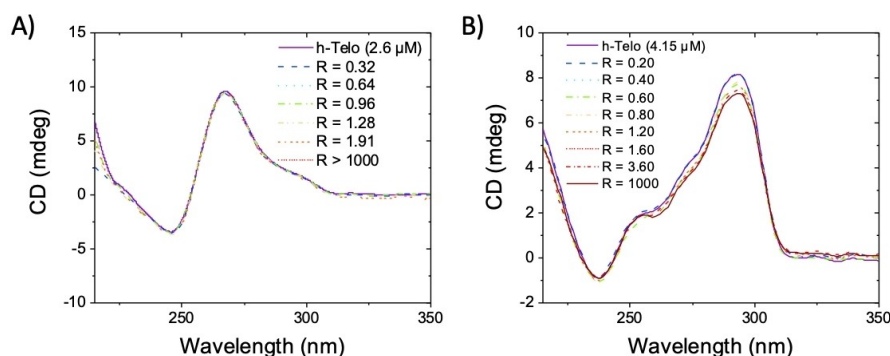 A)
CD (mdeg)
15
10
5
0
-5
-10
250
300
350
Wavelength (nm)
h-Telo (2.6 µM)
R = 0.32
R = 0.64
R = 0.96
R = 1.28
R = 1.91
R > 1000
B)
CD (mdeg)
10
8
6
4
2
0
-2
250
300
350
Wavelength (nm)
h-Telo (4.15 µM)
R = 0.20
R = 0.40
R = 0.60
R = 0.80
R = 1.20
R = 1.60
R = 3.60
R = 1000